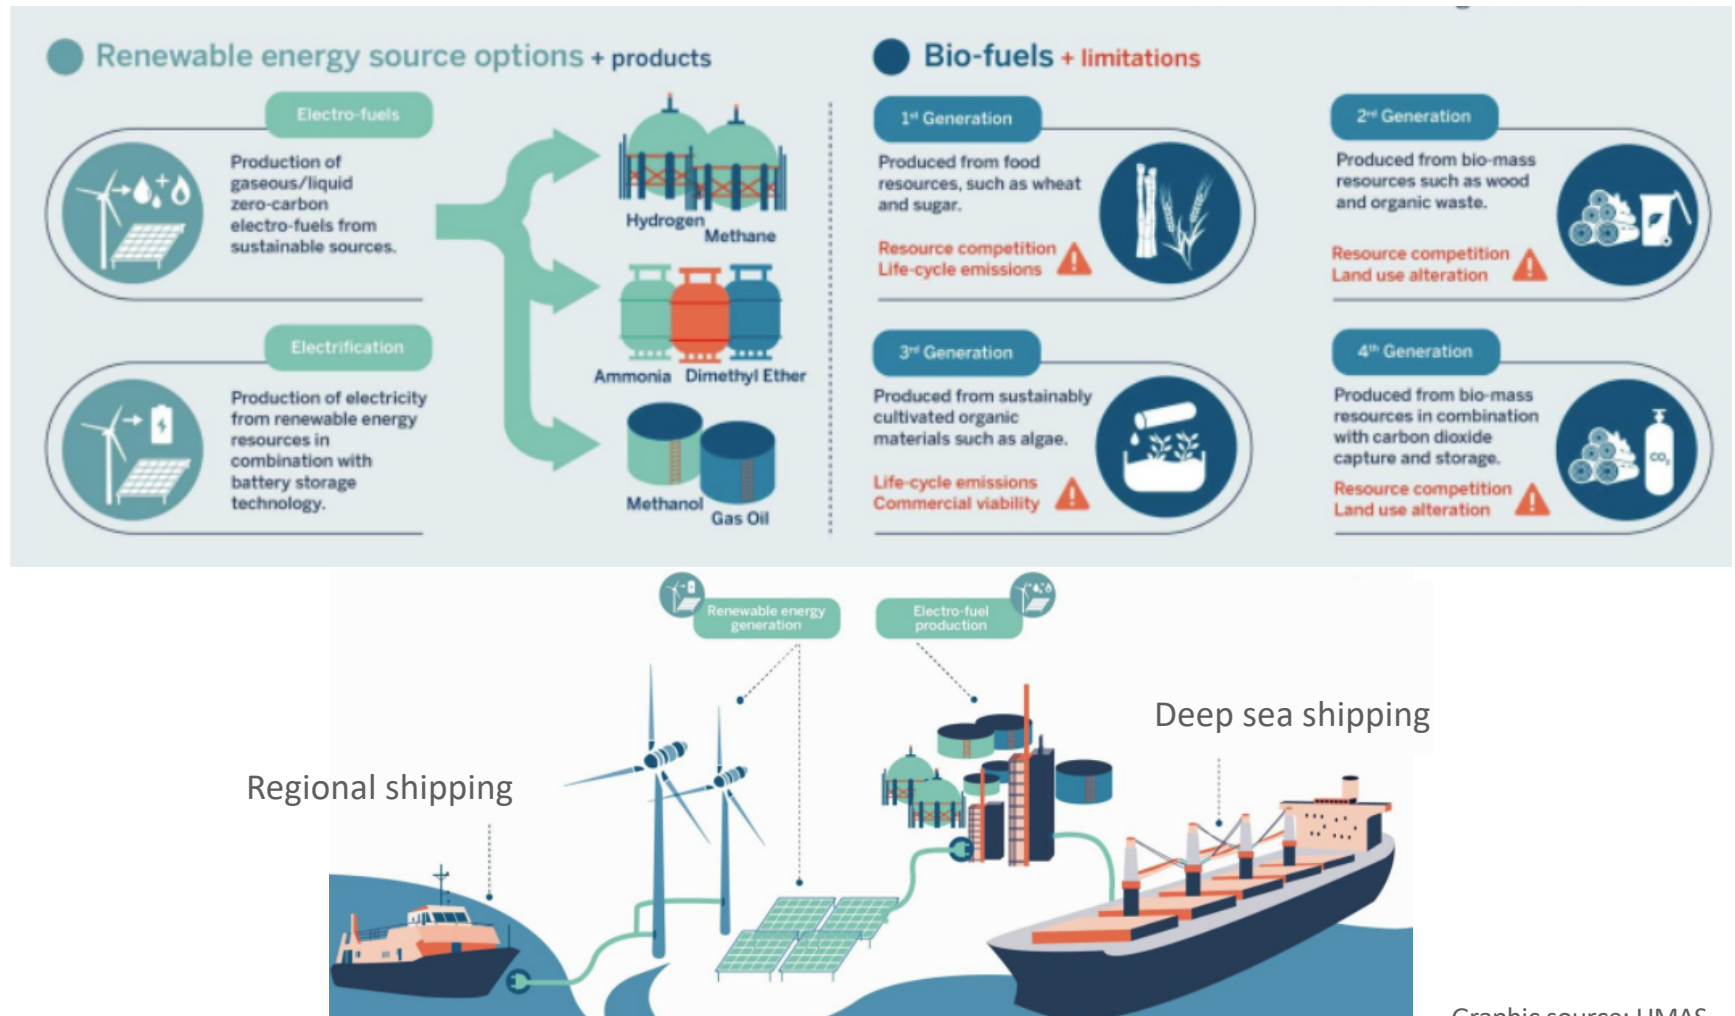 Renewable energy source options + products
Electro-fuels
Production of
gaseous/liquid
zero-carbon
electro-fuels from
sustainable sources.
Electrification
Production of electricity
from renewable energy
resources in
combination with
battery storage
technology.
Hydrogen
Methane
Ammonia
Dimethyl Ether
Methanol
Gas Oil
Bio-fuels + limitations
1st Generation
Produced from food
resources, such as wheat
and sugar.
Resource competition
Life-cycle emissions
2nd Generation
Produced from bio-mass
resources such as wood
and organic waste.
Resource competition
Land use alteration
3rd Generation
Produced from sustainably
cultivated organic
materials such as algae.
Life-cycle emissions
Commercial viability
4th Generation
Produced from bio-mass
resources in combination
with carbon dioxide
capture and storage.
CO2
Resource competition
Land use alteration
Renewable energy
generation
Electro-fuel
production
Regional shipping
Deep sea shipping
Graphic source: UMAS